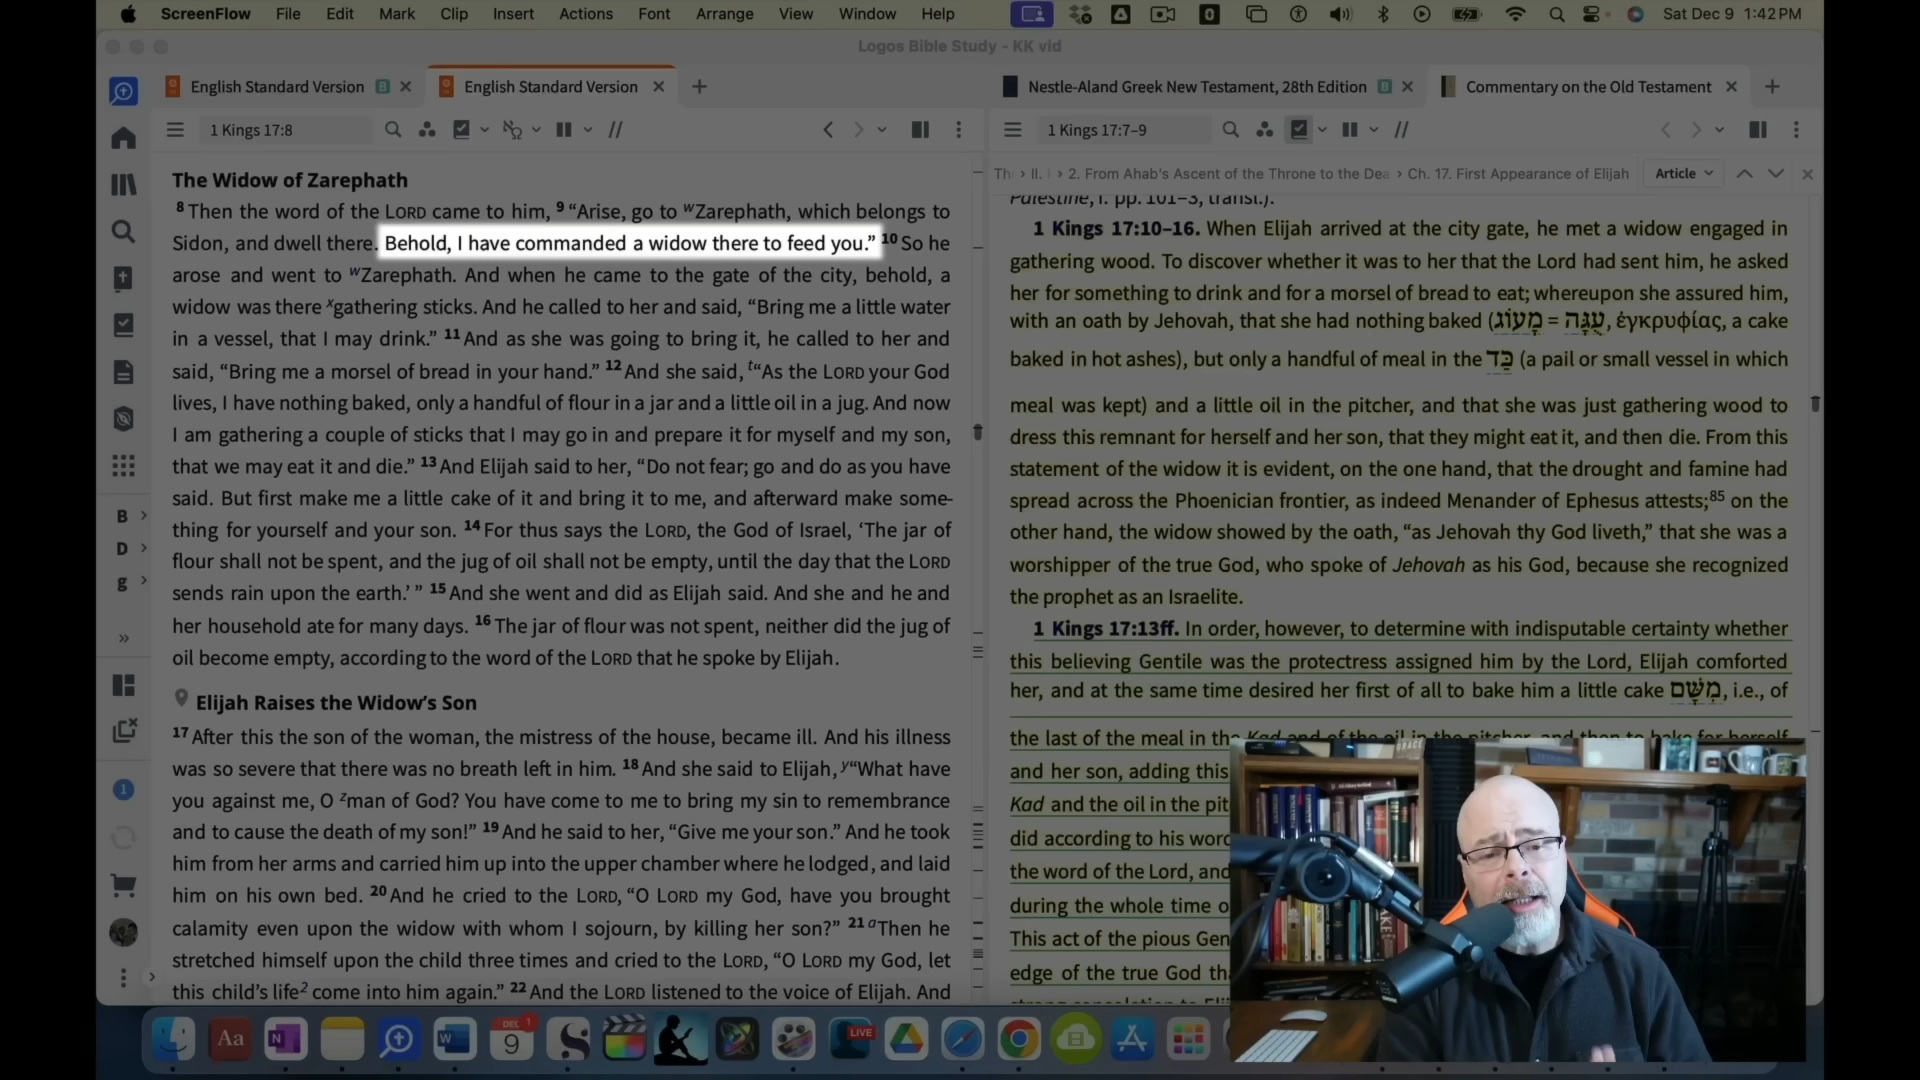 ScreenFlow File Edit Mark Clip Insert Actions Font Arrange View Window Help Sat Dec 9 1:42 PM
Logos Bible Study - KK vid
English Standard Version B English Standard Version
1 Kings 17:8
The Widow of Zarephath
8 Then the word of the LORD came to him, 9 “Arise, go to wZarephath, which belongs to
Sidon, and dwell there. Behold, I have commanded a widow there to feed you.” 10 So he
arose and went to wZarephath. And when he came to the gate of the city, behold, a
widow was there xgathering sticks. And he called to her and said, “Bring me a little water
in a vessel, that I may drink.” 11 And as she was going to bring it, he called to her and
said, “Bring me a morsel of bread in your hand.” 12 And she said, t“As the LORD your God
lives, I have nothing baked, only a handful of flour in a jar and a little oil in a jug. And now
I am gathering a couple of sticks that I may go in and prepare it for myself and my son,
that we may eat it and die.” 13 And Elijah said to her, “Do not fear; go and do as you have
said. But first make me a little cake of it and bring it to me, and afterward make some-
thing for yourself and your son. 14 For thus says the LORD, the God of Israel, ‘The jar of
flour shall not be spent, and the jug of oil shall not be empty, until the day that the LORD
sends rain upon the earth.’ ” 15 And she went and did as Elijah said. And she and he and
her household ate for many days. 16 The jar of flour was not spent, neither did the jug of
oil become empty, according to the word of the LORD that he spoke by Elijah.
Elijah Raises the Widow’s Son
17 After this the son of the woman, the mistress of the house, became ill. And his illness
was so severe that there was no breath left in him. 18 And she said to Elijah, y“What have
you against me, O zman of God? You have come to me to bring my sin to remembrance
and to cause the death of my son!” 19 And he said to her, “Give me your son.” And he took
him from her arms and carried him up into the upper chamber where he lodged, and laid
him on his own bed. 20 And he cried to the LORD, “O LORD my God, have you brought
calamity even upon the widow with whom I sojourn, by killing her son?” 21 aThen he
stretched himself upon the child three times and cried to the LORD, “O LORD my God, let
this child’s life2 come into him again.” 22 And the LORD listened to the voice of Elijah. And
Nestle-Aland Greek New Testament, 28th Edition B Commentary on the Old Testament
1 Kings 17:7–9
Th › II. › 2. From Ahab’s Ascent of the Throne to the Dea › Ch. 17. First Appearance of Elijah Article
Palestine, i. pp. 101–3, transl.).
1 Kings 17:10–16. When Elijah arrived at the city gate, he met a widow engaged in
gathering wood. To discover whether it was to her that the Lord had sent him, he asked
her for something to drink and for a morsel of bread to eat; whereupon she assured him,
with an oath by Jehovah, that she had nothing baked (מָעוֹג = עֻגָּה, ἐγκρυφίας, a cake
baked in hot ashes), but only a handful of meal in the כַּד (a pail or small vessel in which
meal was kept) and a little oil in the pitcher, and that she was just gathering wood to
dress this remnant for herself and her son, that they might eat it, and then die. From this
statement of the widow it is evident, on the one hand, that the drought and famine had
spread across the Phoenician frontier, as indeed Menander of Ephesus attests;85 on the
other hand, the widow showed by the oath, “as Jehovah thy God liveth,” that she was a
worshipper of the true God, who spoke of Jehovah as his God, because she recognized
the prophet as an Israelite.
1 Kings 17:13ff. In order, however, to determine with indisputable certainty whether
this believing Gentile was the protectress assigned him by the Lord, Elijah comforted
her, and at the same time desired her first of all to bake him a little cake מִשָּׁם, i.e., of
the last of the meal in the Kad and of the oil in the pitcher, and then to bake for herself
and her son, adding this
Kad and the oil in the pit
did according to his word
the word of the Lord, and
during the whole time o
This act of the pious Gen
edge of the true God tha
B
D
g
1
Aa N W DEC 9 1 LIVE